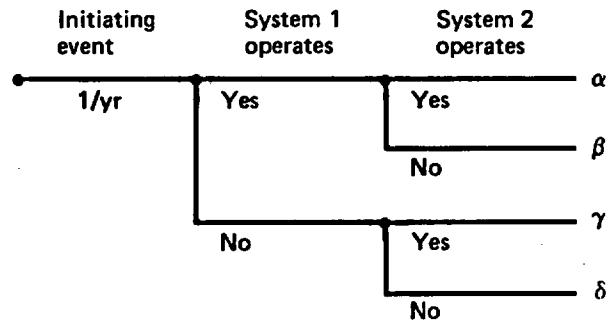 Initiating event
System 1 operates
System 2 operates
1/yr
Yes
Yes
α
No
β
No
Yes
γ
No
δ